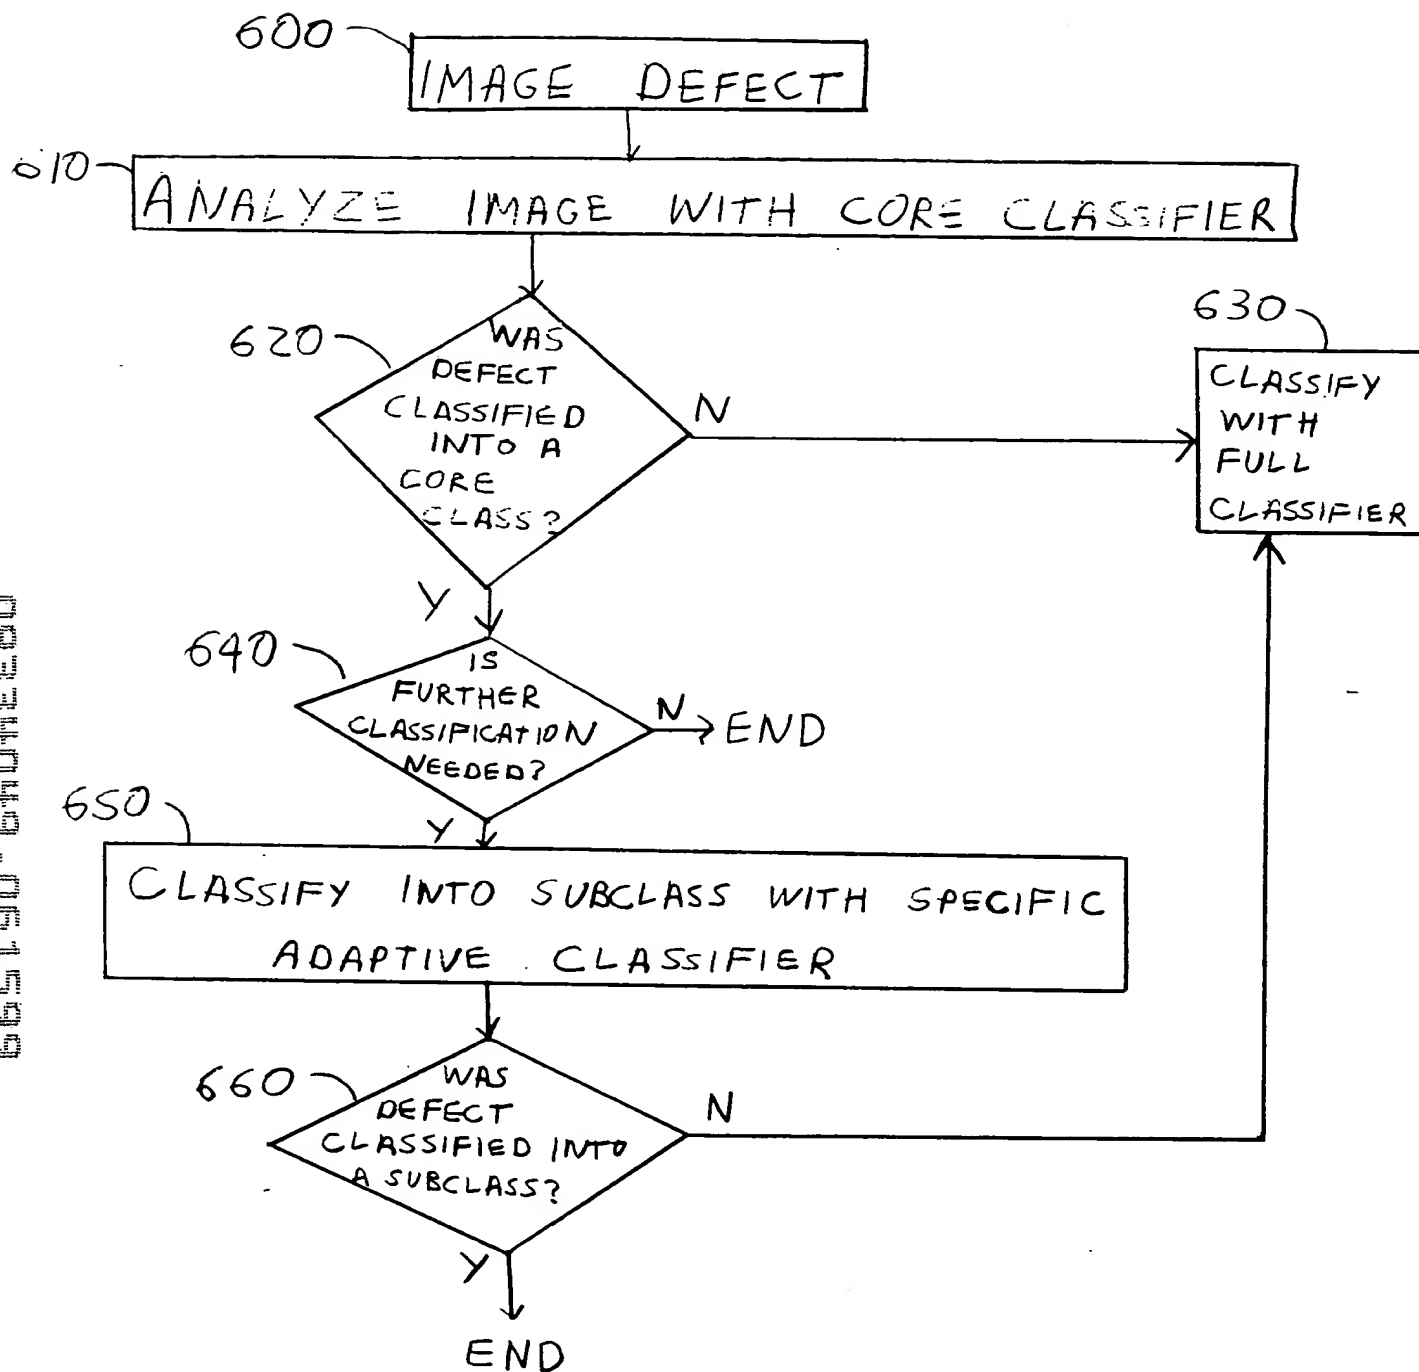 600
IMAGE DEFECT
610
ANALYZE IMAGE WITH CORE CLASSIFIER
620
WAS
DEFECT
CLASSIFIED
INTO A
CORE
CLASS?
N
630
CLASSIFY
WITH
FULL
CLASSIFIER
Y
640
IS
FURTHER
CLASSIFICATION
NEEDED?
N
END
Y
650
CLASSIFY INTO SUBCLASS WITH SPECIFIC
ADAPTIVE CLASSIFIER
660
WAS
DEFECT
CLASSIFIED INTO
A SUBCLASS?
N
Y
END